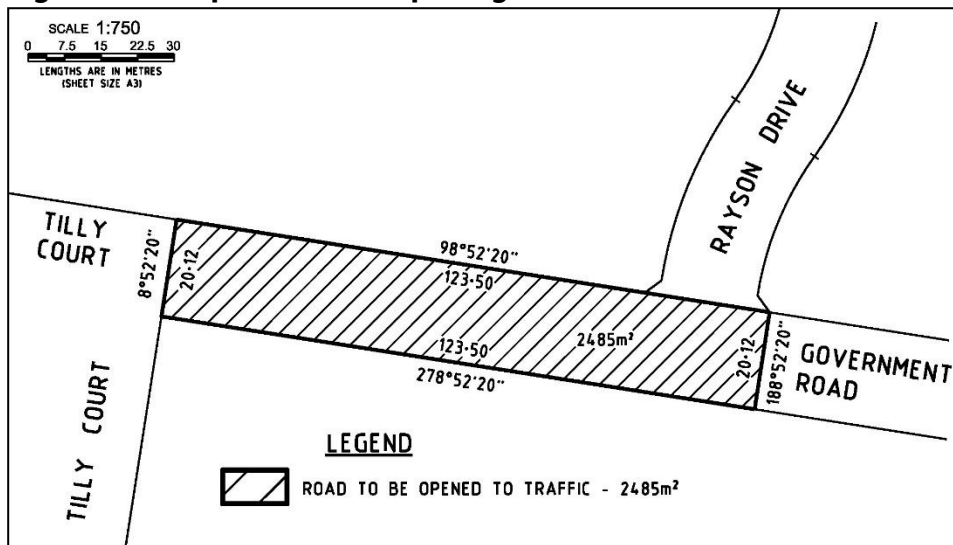 SCALE 1:750
0 7.5 15 22.5 30
LENGTHS ARE IN METRES
(SHEET SIZE A3)
RAYSON DRIVE
TILLY
COURT
8°52'20"
20·12
98°52'20"
123·50
2485m²
123·50
278°52'20"
20·12
188°52'20"
GOVERNMENT
ROAD
TILLY COURT
LEGEND
ROAD TO BE OPENED TO TRAFFIC - 2485m²